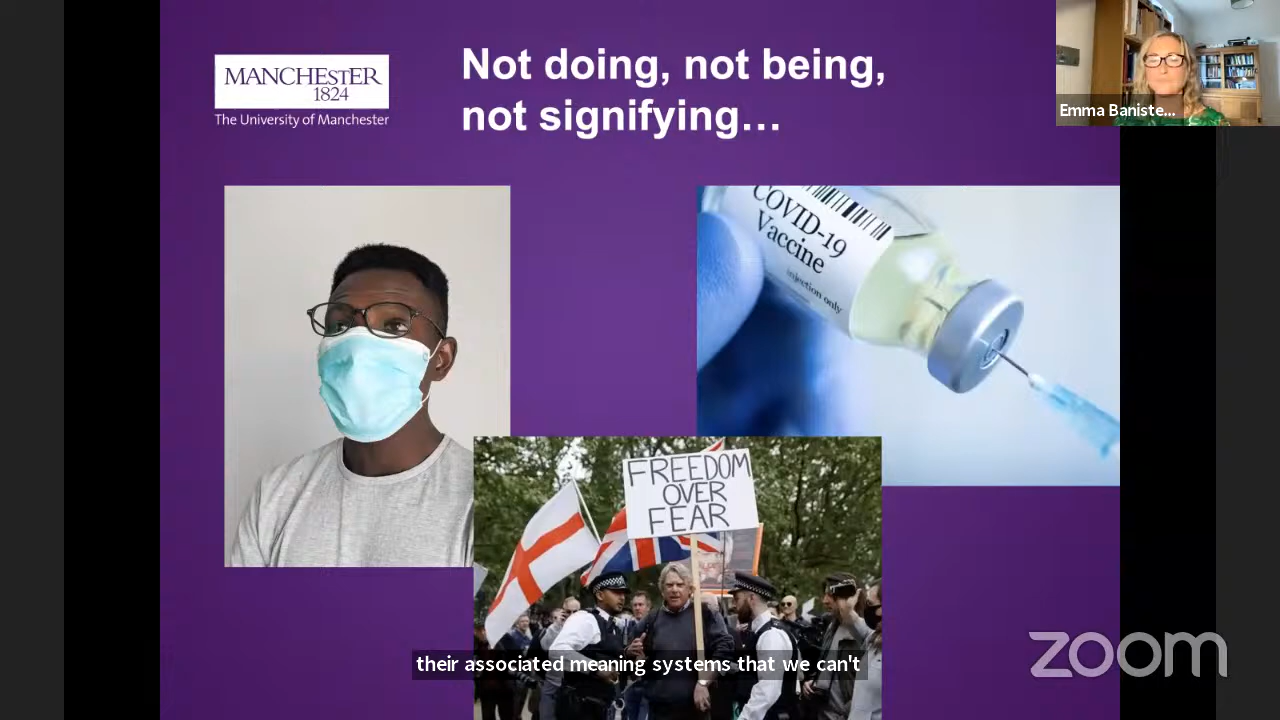 MANCHESTER
1824
The University of Manchester
Not doing, not being,
not signifying...
Emma Baniste...
COVID-19
Vaccine
injection only
FREEDOM
OVER
FEAR
their associated meaning systems that we can't
zoom